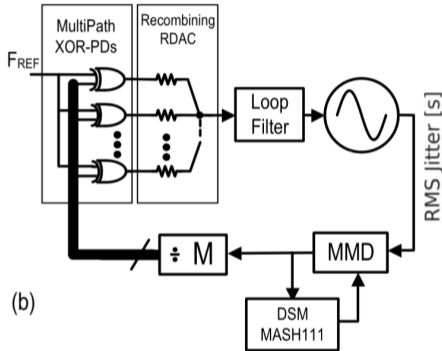 MultiPath
XOR-PDs
Recombining
RDAC
FREF
Loop
Filter
RMS Jitter [s]
÷ M
MMD
DSM
MASH111
(b)